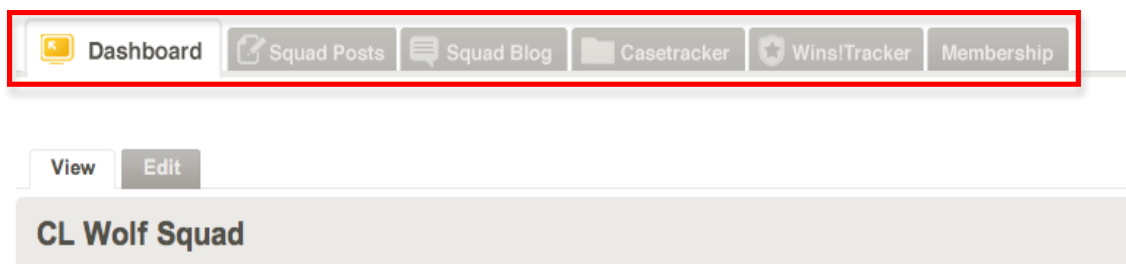 Dashboard Squad Posts Squad Blog Casetracker Wins!Tracker Membership
View Edit
CL Wolf Squad